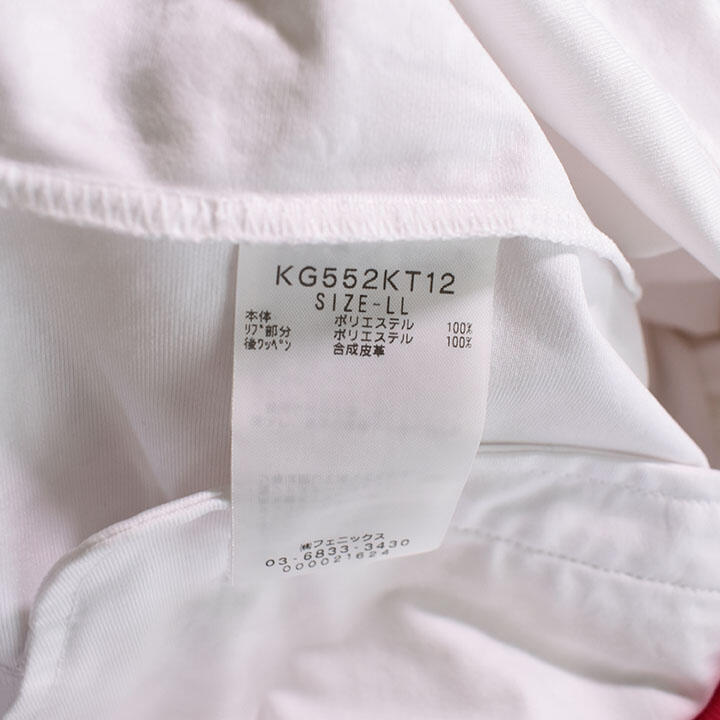 KG552KT12
SIZE-LL
本体 ポリエステル 100%
ﾘﾌﾞ部分 ポリエステル 100%
後ﾜｯﾍﾟﾝ 合成皮革
㈱フェニックス
03-6833-3430
000021624